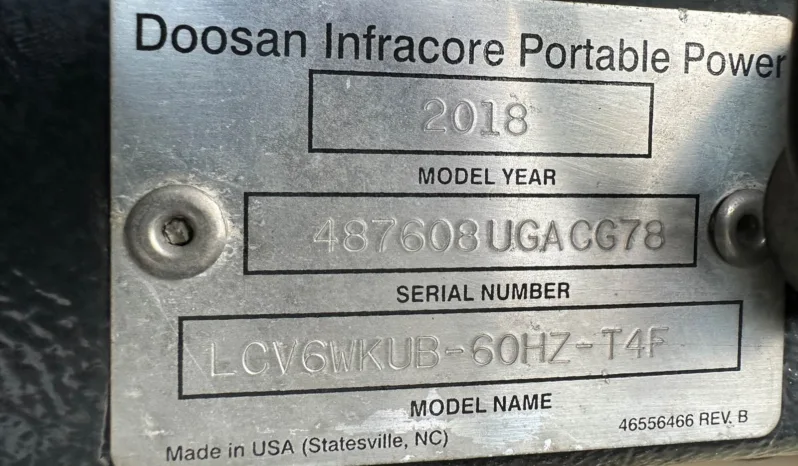 Doosan Infracore Portable Power
2018
MODEL YEAR
487608UGACG78
SERIAL NUMBER
LCV6WKUB-60HZ-T4F
MODEL NAME
46556466 REV. B
Made in USA (Statesville, NC)